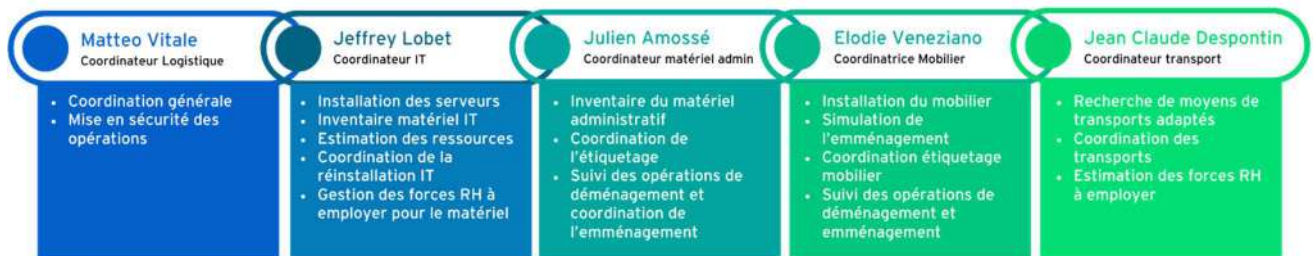 Matteo Vitale
Coordinateur Logistique
• Coordination générale
• Mise en sécurité des
opérations
Jeffrey Lobet
Coordinateur IT
• Installation des serveurs
• Inventaire matériel IT
• Estimation des ressources
• Coordination de la
réinstallation IT
• Gestion des forces RH à
employer pour le matériel
Julien Amossé
Coordinateur matériel admin
• Inventaire du matériel
administratif
• Coordination de
l'étiquetage
• Suivi des opérations de
déménagement et
coordination de
l'emménagement
Elodie Veneziano
Coordinatrice Mobilier
• Installation du mobilier
• Simulation de
l'emménagement
• Coordination étiquetage
mobilier
• Suivi des opérations de
déménagement et
emménagement
Jean Claude Despontin
Coordinateur transport
• Recherche de moyens de
transports adaptés
• Coordination des
transports
• Estimation des forces RH
à employer